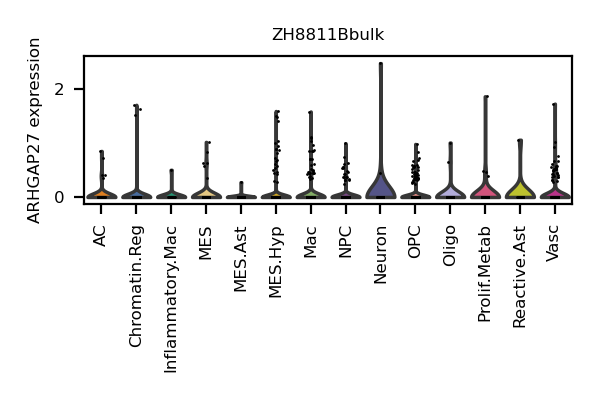 ZH8811Bbulk
ARHGAP27 expression
2
0
AC
Chromatin.Reg
Inflammatory.Mac
MES
MES.Ast
MES.Hyp
Mac
NPC
Neuron
OPC
Oligo
Prolif.Metab
Reactive.Ast
Vasc